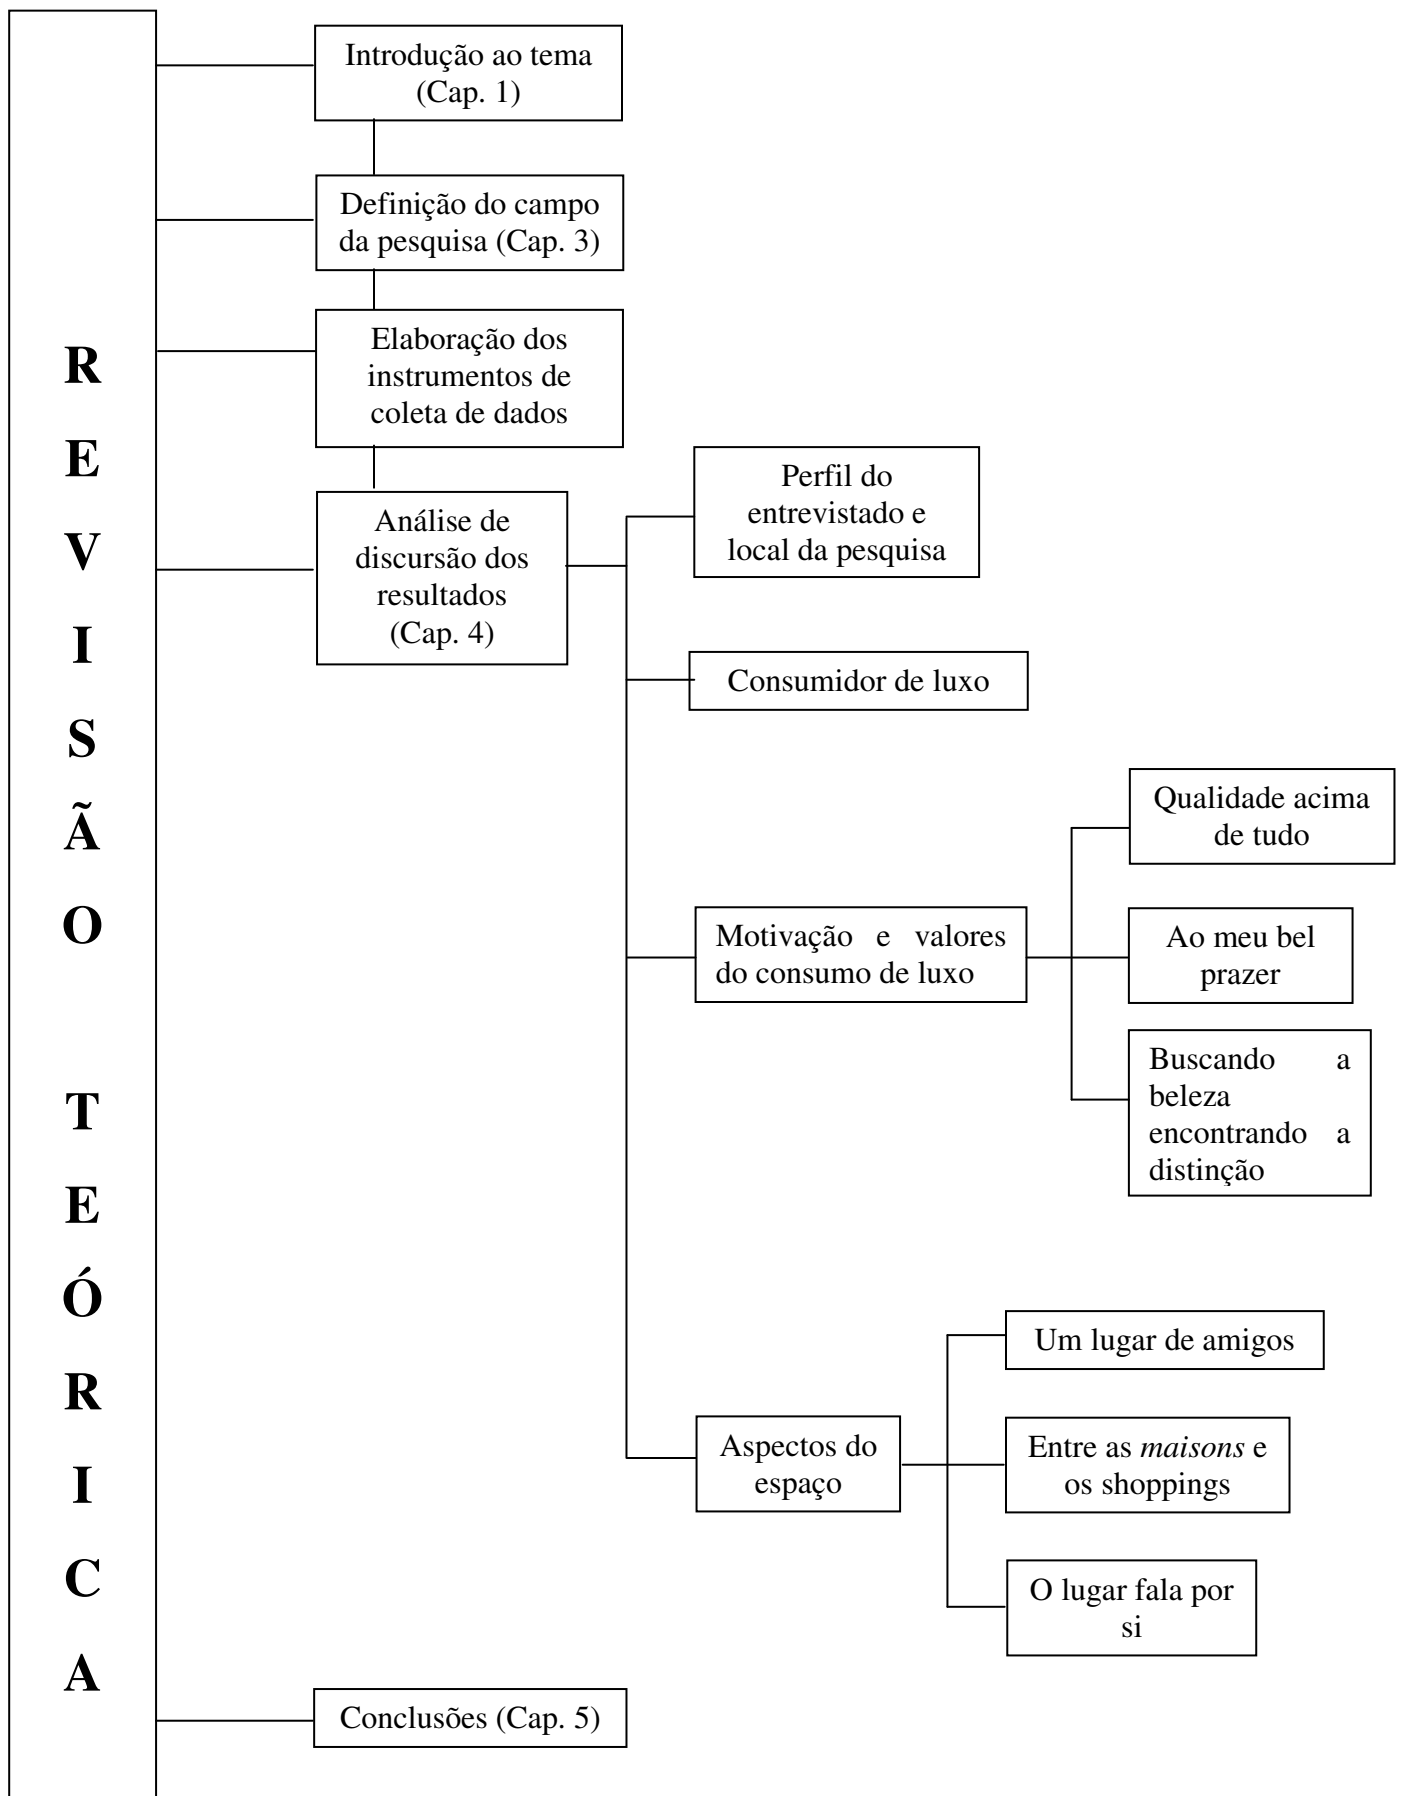 R
E
V
I
S
Ã
O
T
E
Ó
R
I
C
A
Introdução ao tema
(Cap. 1)
Definição do campo
da pesquisa (Cap. 3)
Elaboração dos
instrumentos de
coleta de dados
Análise de
discursão dos
resultados
(Cap. 4)
Perfil do
entrevistado e
local da pesquisa
Consumidor de luxo
Motivação e valores
do consumo de luxo
Qualidade acima
de tudo
Ao meu bel
prazer
Buscando a
beleza
encontrando a
distinção
Aspectos do
espaço
Um lugar de amigos
Entre as maisons e
os shoppings
O lugar fala por
si
Conclusões (Cap. 5)